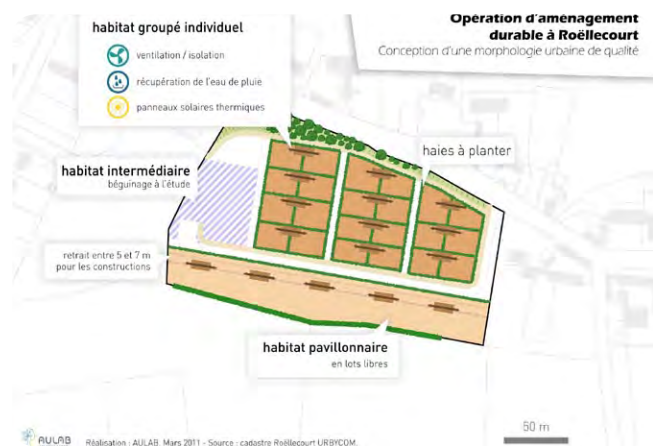 Opération d'aménagement
durable à Roëllecourt
Conception d'une morphologie urbaine de qualité
habitat groupé individuel
ventilation / isolation
récupération de l'eau de pluie
panneaux solaires thermiques
haies à planter
habitat intermédiaire
béguinage à l'étude
retrait entre 5 et 7 m
pour les constructions
habitat pavillonnaire
en lots libres
50 m
AULAB
Réalisation : AULAB, Mars 2011 - Source : cadastre Roëllecourt URBYCOM.